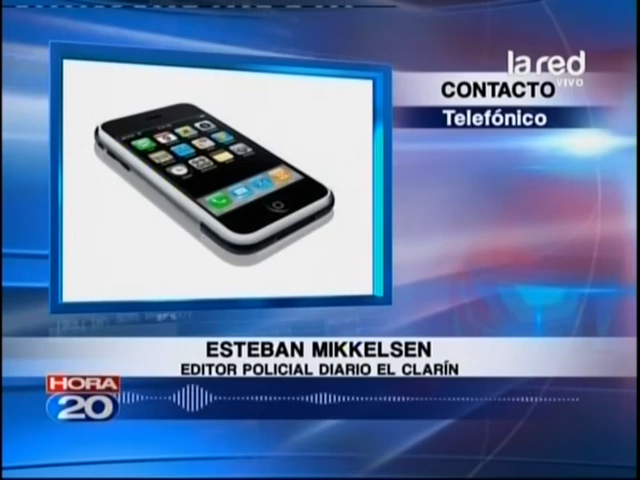 la red
VIVO
CONTACTO
Telefónico
ESTEBAN MIKKELSEN
EDITOR POLICIAL DIARIO EL CLARÍN
HORA
20